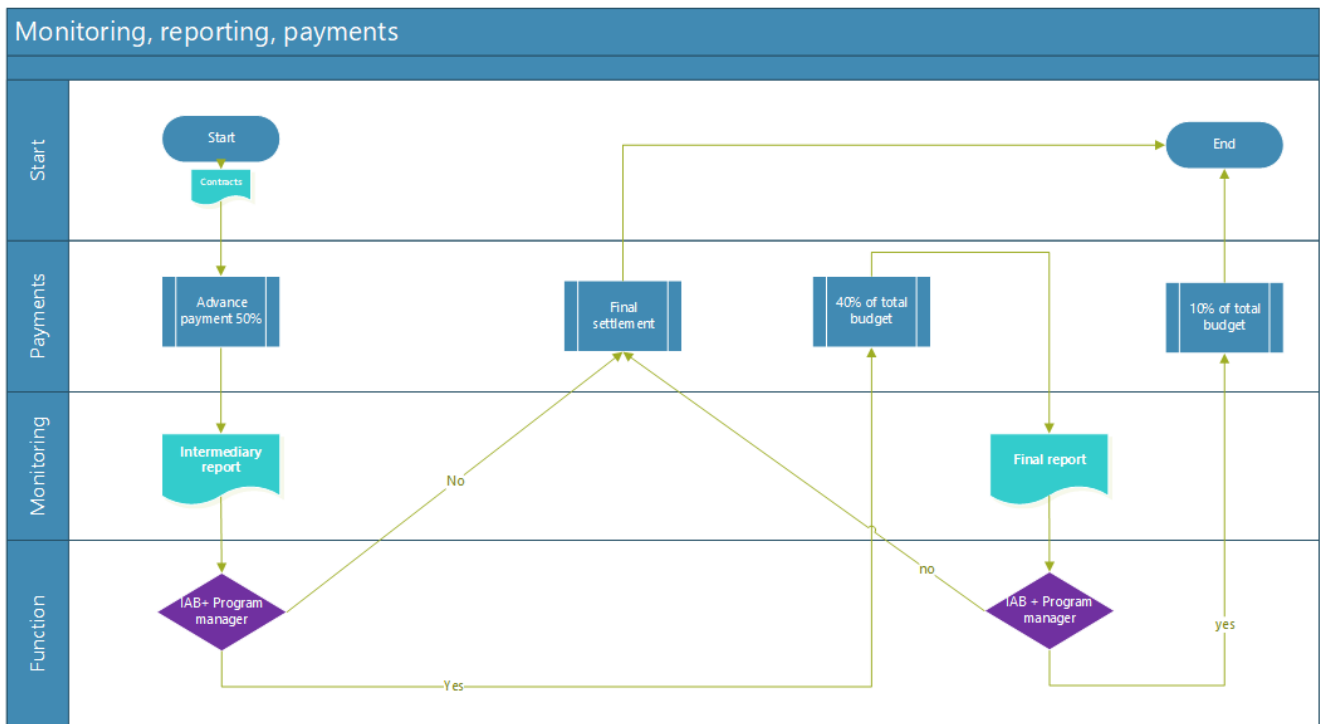 Monitoring, reporting, payments
Start
Start
Contracts
End
Payments
Advance
payment 50%
Final
settlement
40% of total
budget
10% of total
budget
Monitoring
Intermediary
report
Final report
No
Function
IAB+ Program
manager
no
IAB + Program
manager
yes
Yes